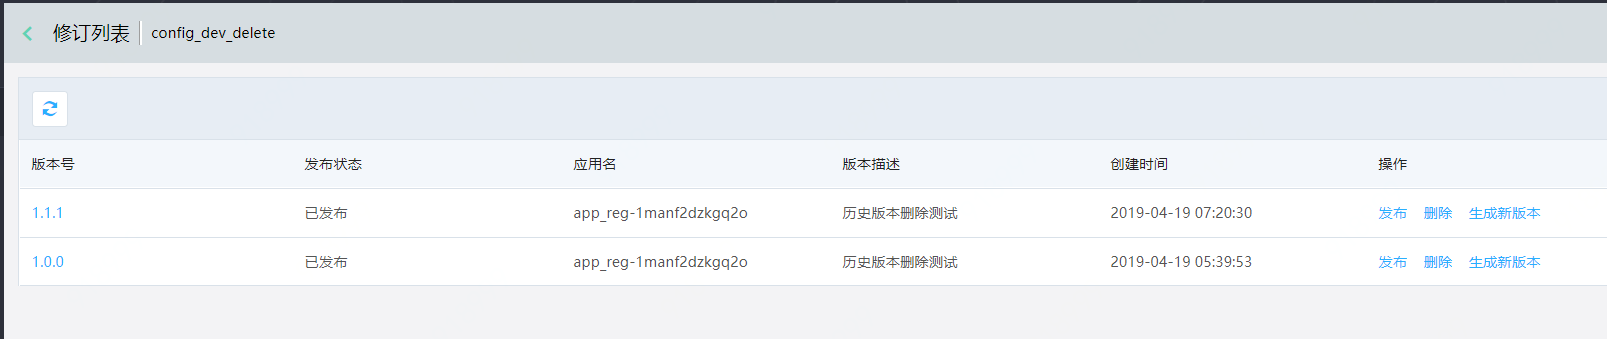 修订列表 config_dev_delete
版本号 发布状态 应用名 版本描述 创建时间 操作
1.1.1 已发布 app_reg-1manf2dzkgq2o 历史版本删除测试 2019-04-19 07:20:30 发布 删除 生成新版本
1.0.0 已发布 app_reg-1manf2dzkgq2o 历史版本删除测试 2019-04-19 05:39:53 发布 删除 生成新版本